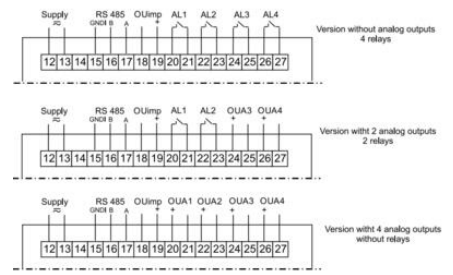 Supply RS 485 OUimp AL1 AL2 AL3 AL4
GNDI B A +
12 13 14 15 16 17 18 19 20 21 22 23 24 25 26 27
Version without analog outputs
4 relays
Supply RS 485 OUimp AL1 AL2 OUA3 OUA4
GNDI B A + + +
12 13 14 15 16 17 18 19 20 21 22 23 24 25 26 27
Version witht 2 analog outputs
2 relays
Supply RS 485 OUimp OUA1 OUA2 OUA3 OUA4
GNDI B A + + + + +
12 13 14 15 16 17 18 19 20 21 22 23 24 25 26 27
Version witht 4 analog outputs
without relays